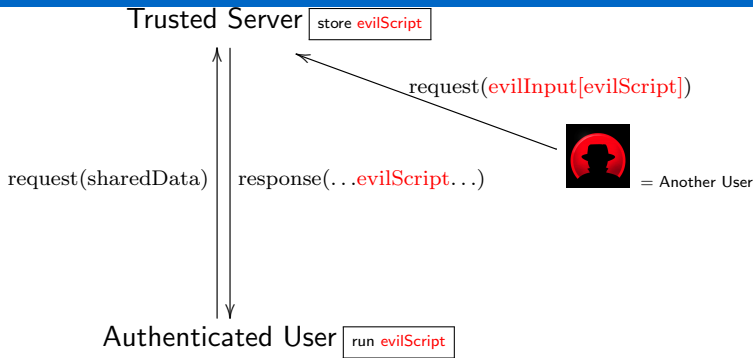 Trusted Server store evilScript
request(evilInput[evilScript])
request(sharedData) response(...evilScript...)
= Another User
Authenticated User run evilScript